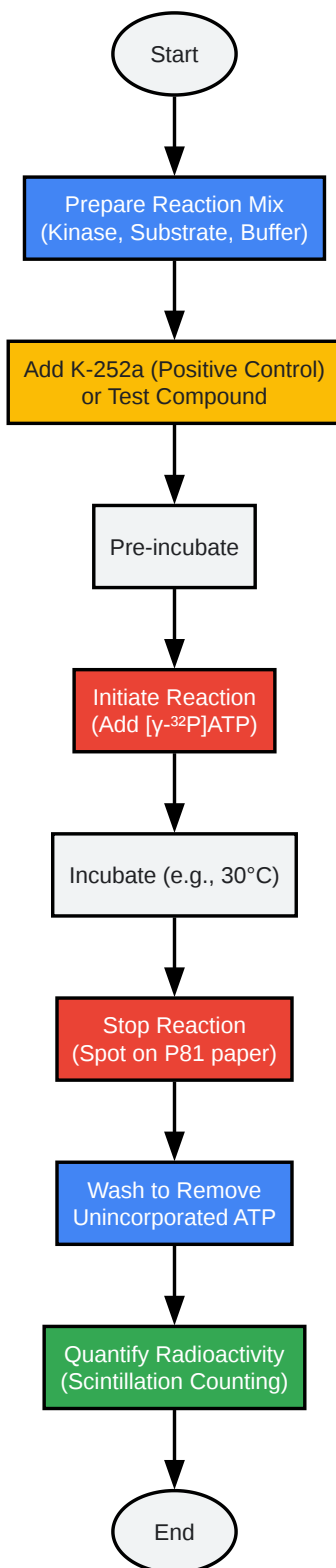 Start
Prepare Reaction Mix
(Kinase, Substrate, Buffer)
Add K-252a (Positive Control)
or Test Compound
Pre-incubate
Initiate Reaction
(Add [γ-³²P]ATP)
Incubate (e.g., 30°C)
Stop Reaction
(Spot on P81 paper)
Wash to Remove
Unincorporated ATP
Quantify Radioactivity
(Scintillation Counting)
End